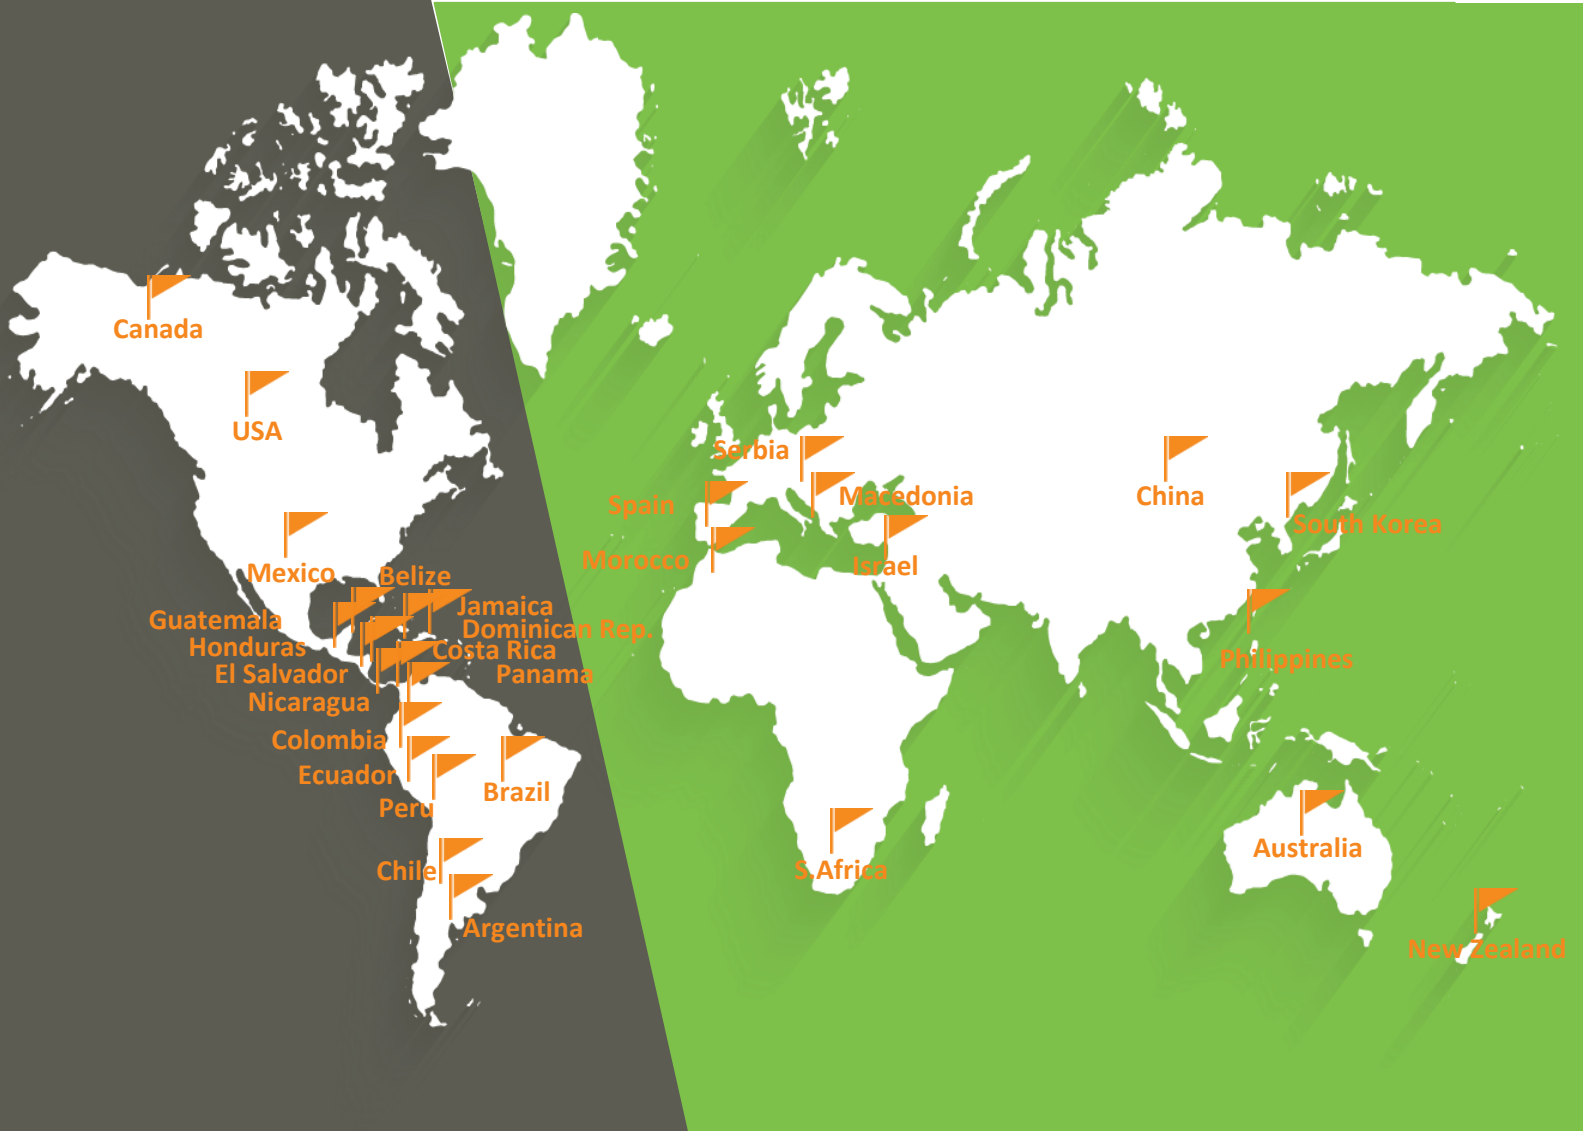 Canada
USA
Serbia
Spain
Macedonia
China
South Korea
Morocco
Israel
Mexico
Belize
Guatemala
Jamaica
Honduras
Dominican Rep.
El Salvador
Costa Rica
Nicaragua
Panama
Philippines
Colombia
Ecuador
Peru
Brazil
Chile
S.Africa
Australia
Argentina
New Zealand